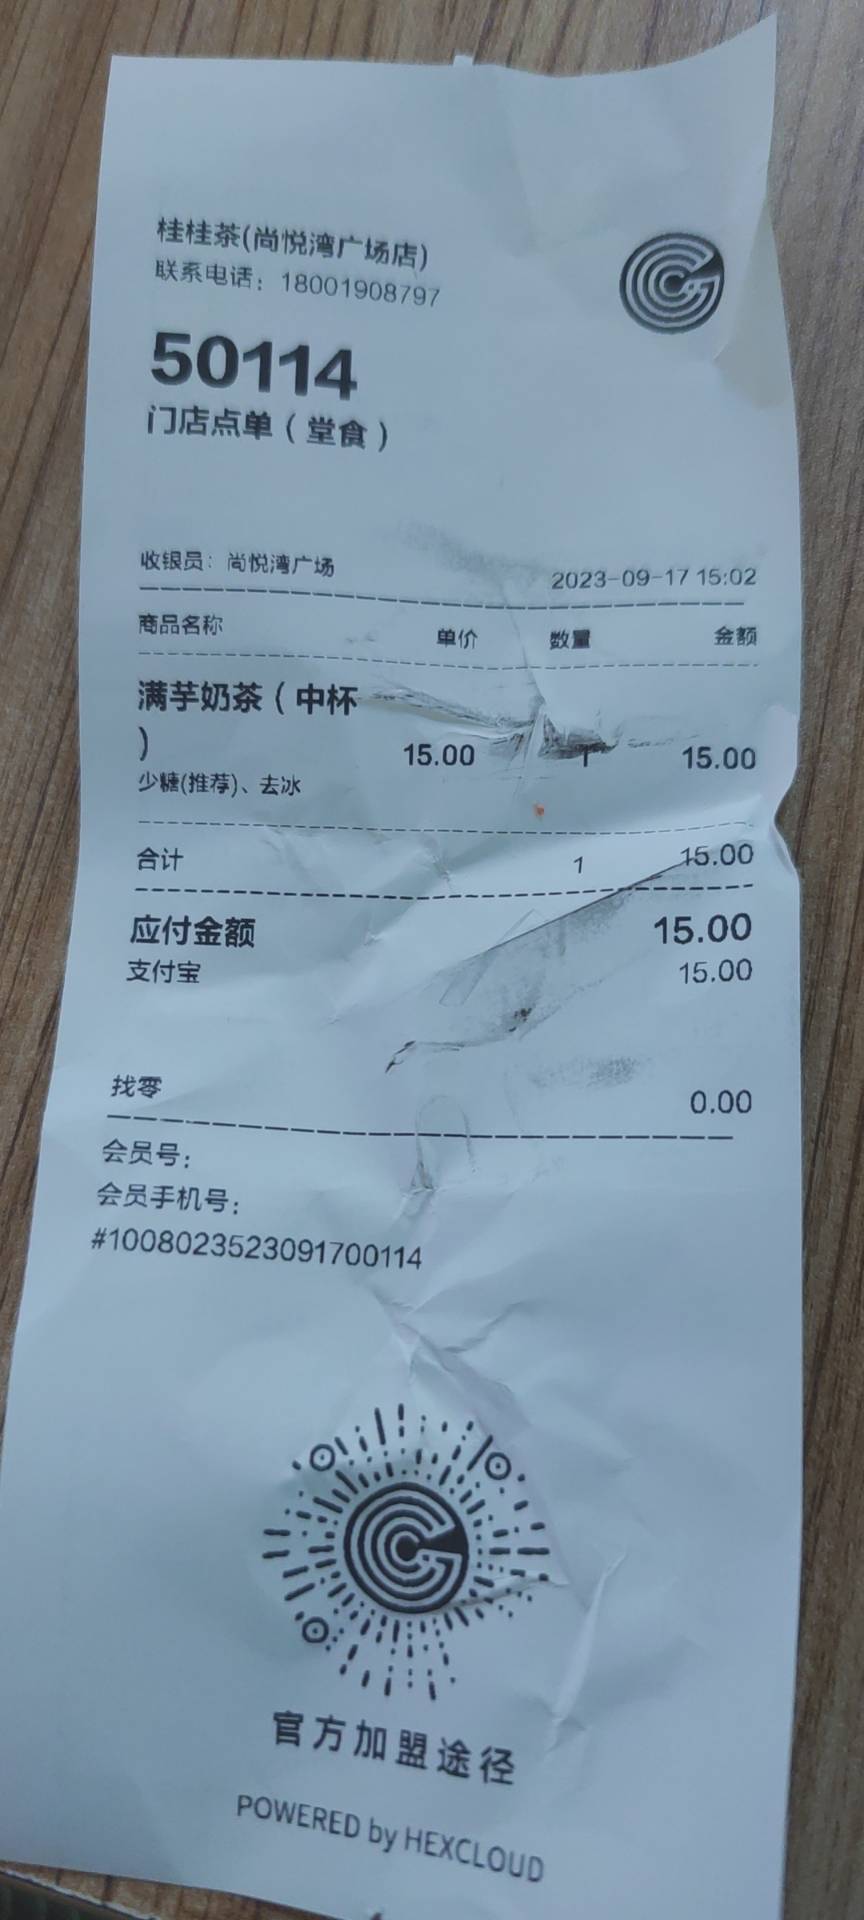 桂桂茶(尚悦湾广场店)
联系电话：18001908797
50114
门店点单（堂食）
收银员：尚悦湾广场 2023-09-17 15:02
商品名称 单价 数量 金额
满芋奶茶（中杯
） 15.00 1 15.00
少糖(推荐)、去冰
合计 1 15.00
应付金额 15.00
支付宝 15.00
找零 0.00
会员号：
会员手机号：
#1008023523091700114
官方加盟途径
POWERED by HEXCLOUD